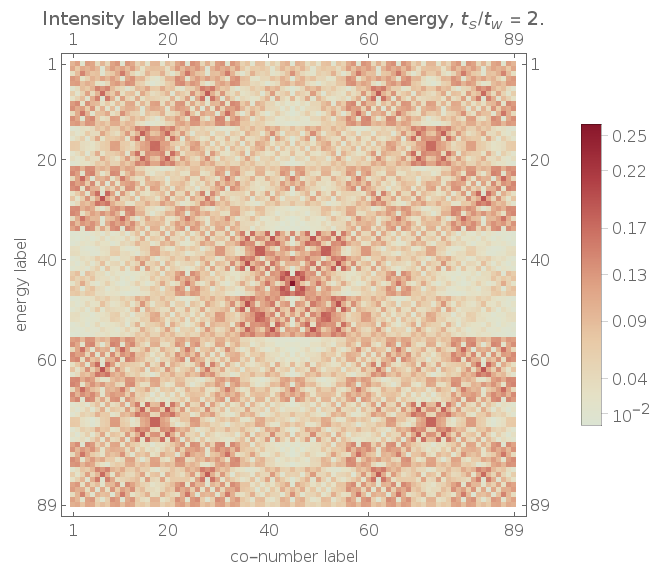 Intensity labelled by co−number and energy, tₛ/t_w = 2.
1 20 40 60 89
1 1
20 20
40 40
60 60
89 89
1 20 40 60 89
energy label
co−number label
0.25
0.22
0.17
0.13
0.09
0.04
10⁻²